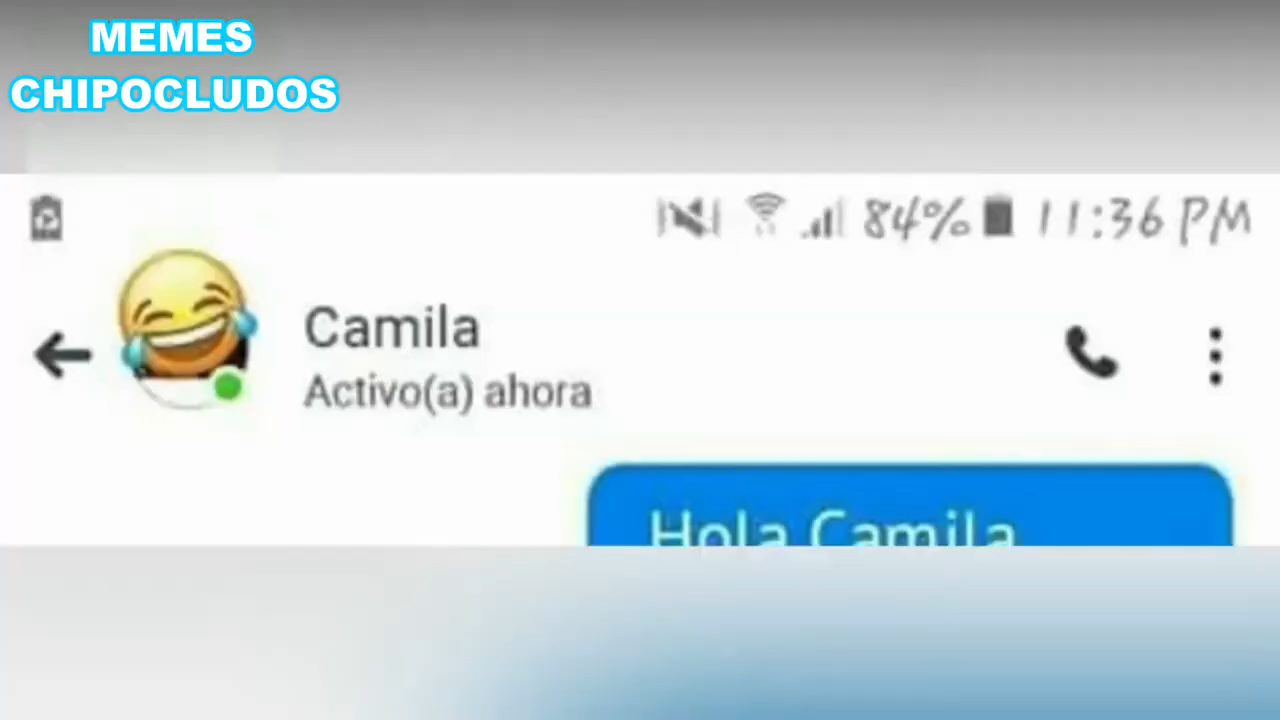 MEMES
CHIPOCLUDOS
84% 11:36 PM
Camila
Activo(a) ahora
Hola Camila